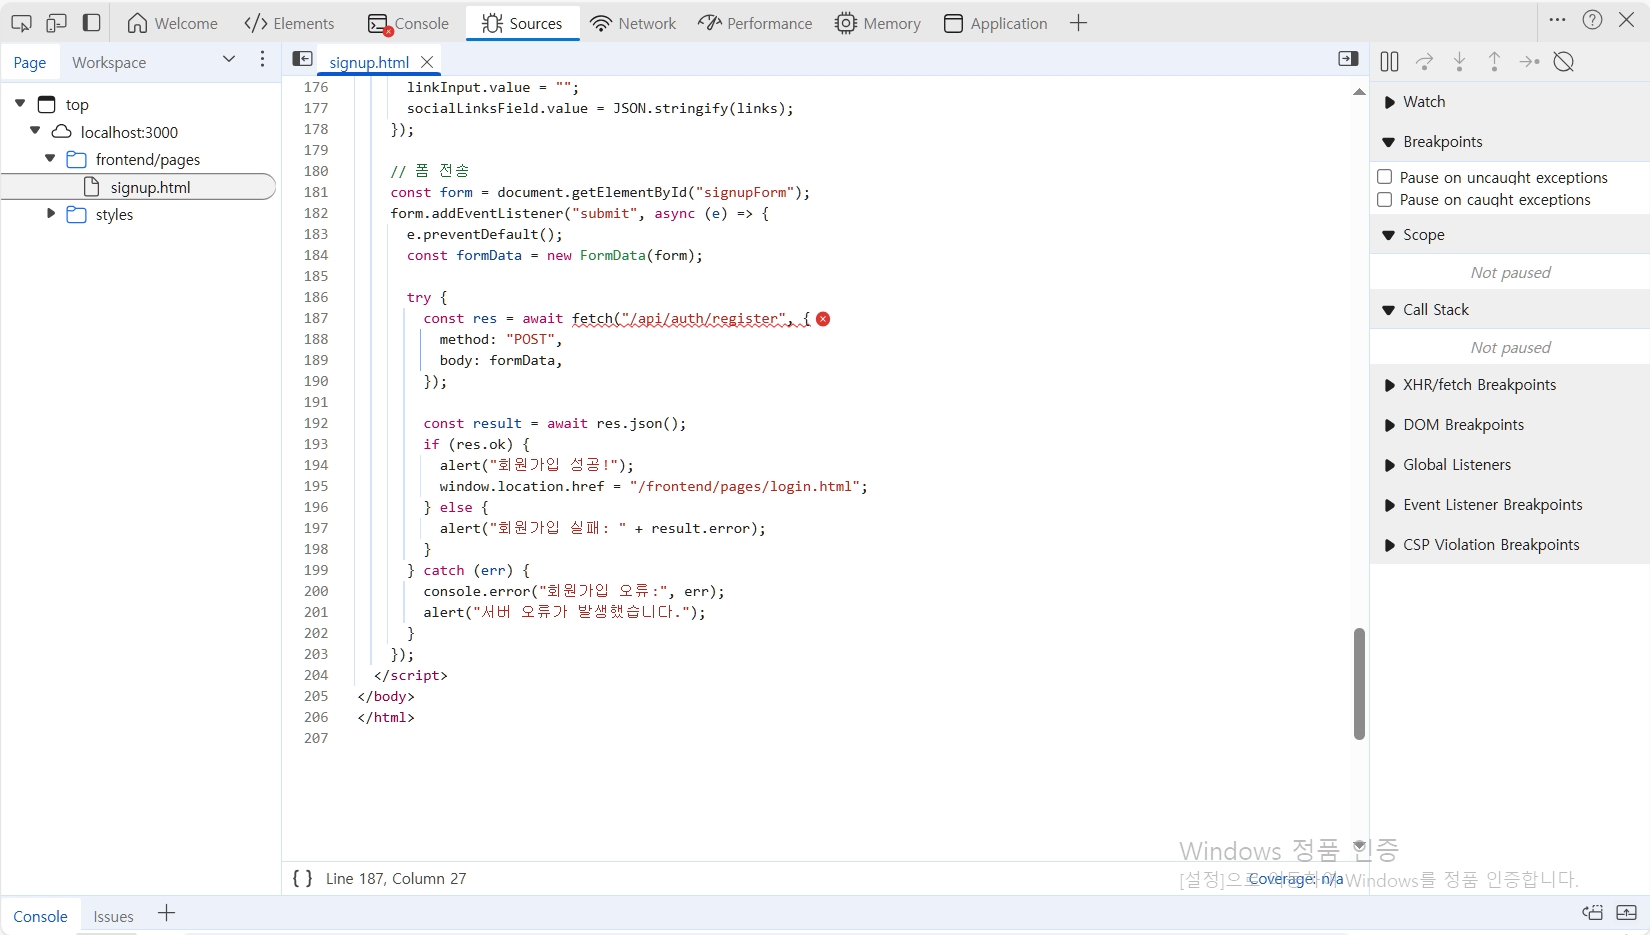 Welcome Elements Console Sources Network Performance Memory Application
Page Workspace signup.html
top
localhost:3000
frontend/pages
signup.html
styles
176 linkInput.value = "";
177 socialLinksField.value = JSON.stringify(links);
178 });
179
180 // 폼 전송
181 const form = document.getElementById("signupForm");
182 form.addEventListener("submit", async (e) => {
183 e.preventDefault();
184 const formData = new FormData(form);
185
186 try {
187 const res = await fetch("/api/auth/register", {
188 method: "POST",
189 body: formData,
190 });
191
192 const result = await res.json();
193 if (res.ok) {
194 alert("회원가입 성공!");
195 window.location.href = "/frontend/pages/login.html";
196 } else {
197 alert("회원가입 실패: " + result.error);
198 }
199 } catch (err) {
200 console.error("회원가입 오류:", err);
201 alert("서버 오류가 발생했습니다.");
202 }
203 });
204 </script>
205 </body>
206 </html>
207
Watch
Breakpoints
Pause on uncaught exceptions
Pause on caught exceptions
Scope
Not paused
Call Stack
Not paused
XHR/fetch Breakpoints
DOM Breakpoints
Global Listeners
Event Listener Breakpoints
CSP Violation Breakpoints
Windows 정품 인증
[설정]으로 이동하여 Windows를 정품 인증합니다.
{ } Line 187, Column 27
Coverage: n/a
Console Issues